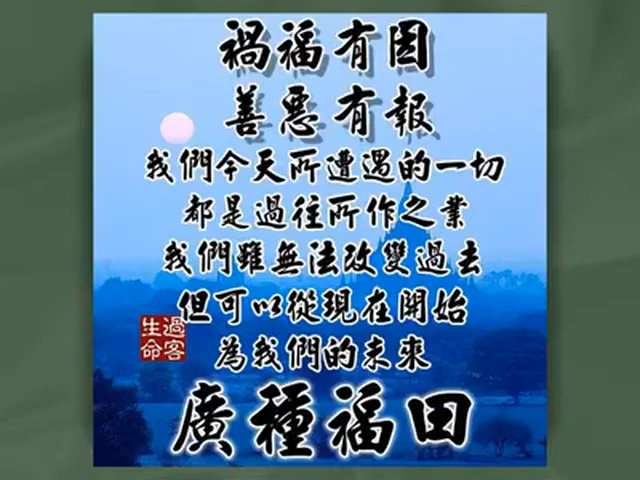 禍福有因
善惡有報
我們今天所遭遇的一切
都是過往所作之業
我們雖無法改變過去
但可以從現在開始
為我們的未來
廣種福田
過客
生命